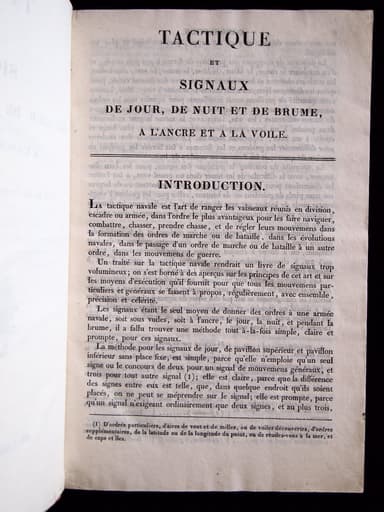 TACTIQUE
ET
SIGNAUX
DE JOUR, DE NUIT ET DE BRUME,
A L'ANCRE ET A LA VOILE.
INTRODUCTION.
LA tactique navale est l'art de ranger les vaisseaux réunis en division,
escadre ou armée, dans l'ordre le plus avantageux pour les faire naviguer,
combattre, chasser, prendre chasse, et de régler leurs mouvemens dans
la formation des ordres de marche ou de bataille, dans les évolutions
navales, dans le passage d'un ordre de marche ou de bataille à un autre
ordre, dans les mouvemens de guerre.
Un traité sur la tactique navale rendrait un livre de signaux trop
volumineux; on s'est borné à des aperçus sur les principes de cet art et sur
les moyens d'exécution qu'il fournit pour que tous les mouvemens par-
ticuliers et généraux se fassent à propos, régulièrement, avec ensemble,
précision et célérité.
Les signaux étant le seul moyen de donner des ordres à une armée
navale, soit sous voiles, soit à l'ancre, le jour, la nuit, et pendant la
brume, il a fallu trouver une méthode tout à-la-fois simple, claire et
prompte, pour ces signaux.
La méthode pour les signaux de jour, de pavillon supérieur et pavillon
inférieur sans place fixe, est simple, parce qu'elle n'emploie qu'un seul
signe ou le concours de deux pour un signal de mouvemens généraux, et
trois pour tout autre signal (1); elle est claire, parce que la différence
des signes entre eux est telle, que, dans quelque endroit qu'ils soient
placés, on ne peut se méprendre sur le signal; elle est prompte, parce
qu'un signal n'exigeant ordinairement que deux signes, et au plus trois,
(1) D'ordres particuliers, d'aires de vent et de milles, ou de voiles découvertes, d'ordres
supplémentaires, de la latitude ou de la longitude du point, ou de rendez-vous à la mer, et
de caps et îles.